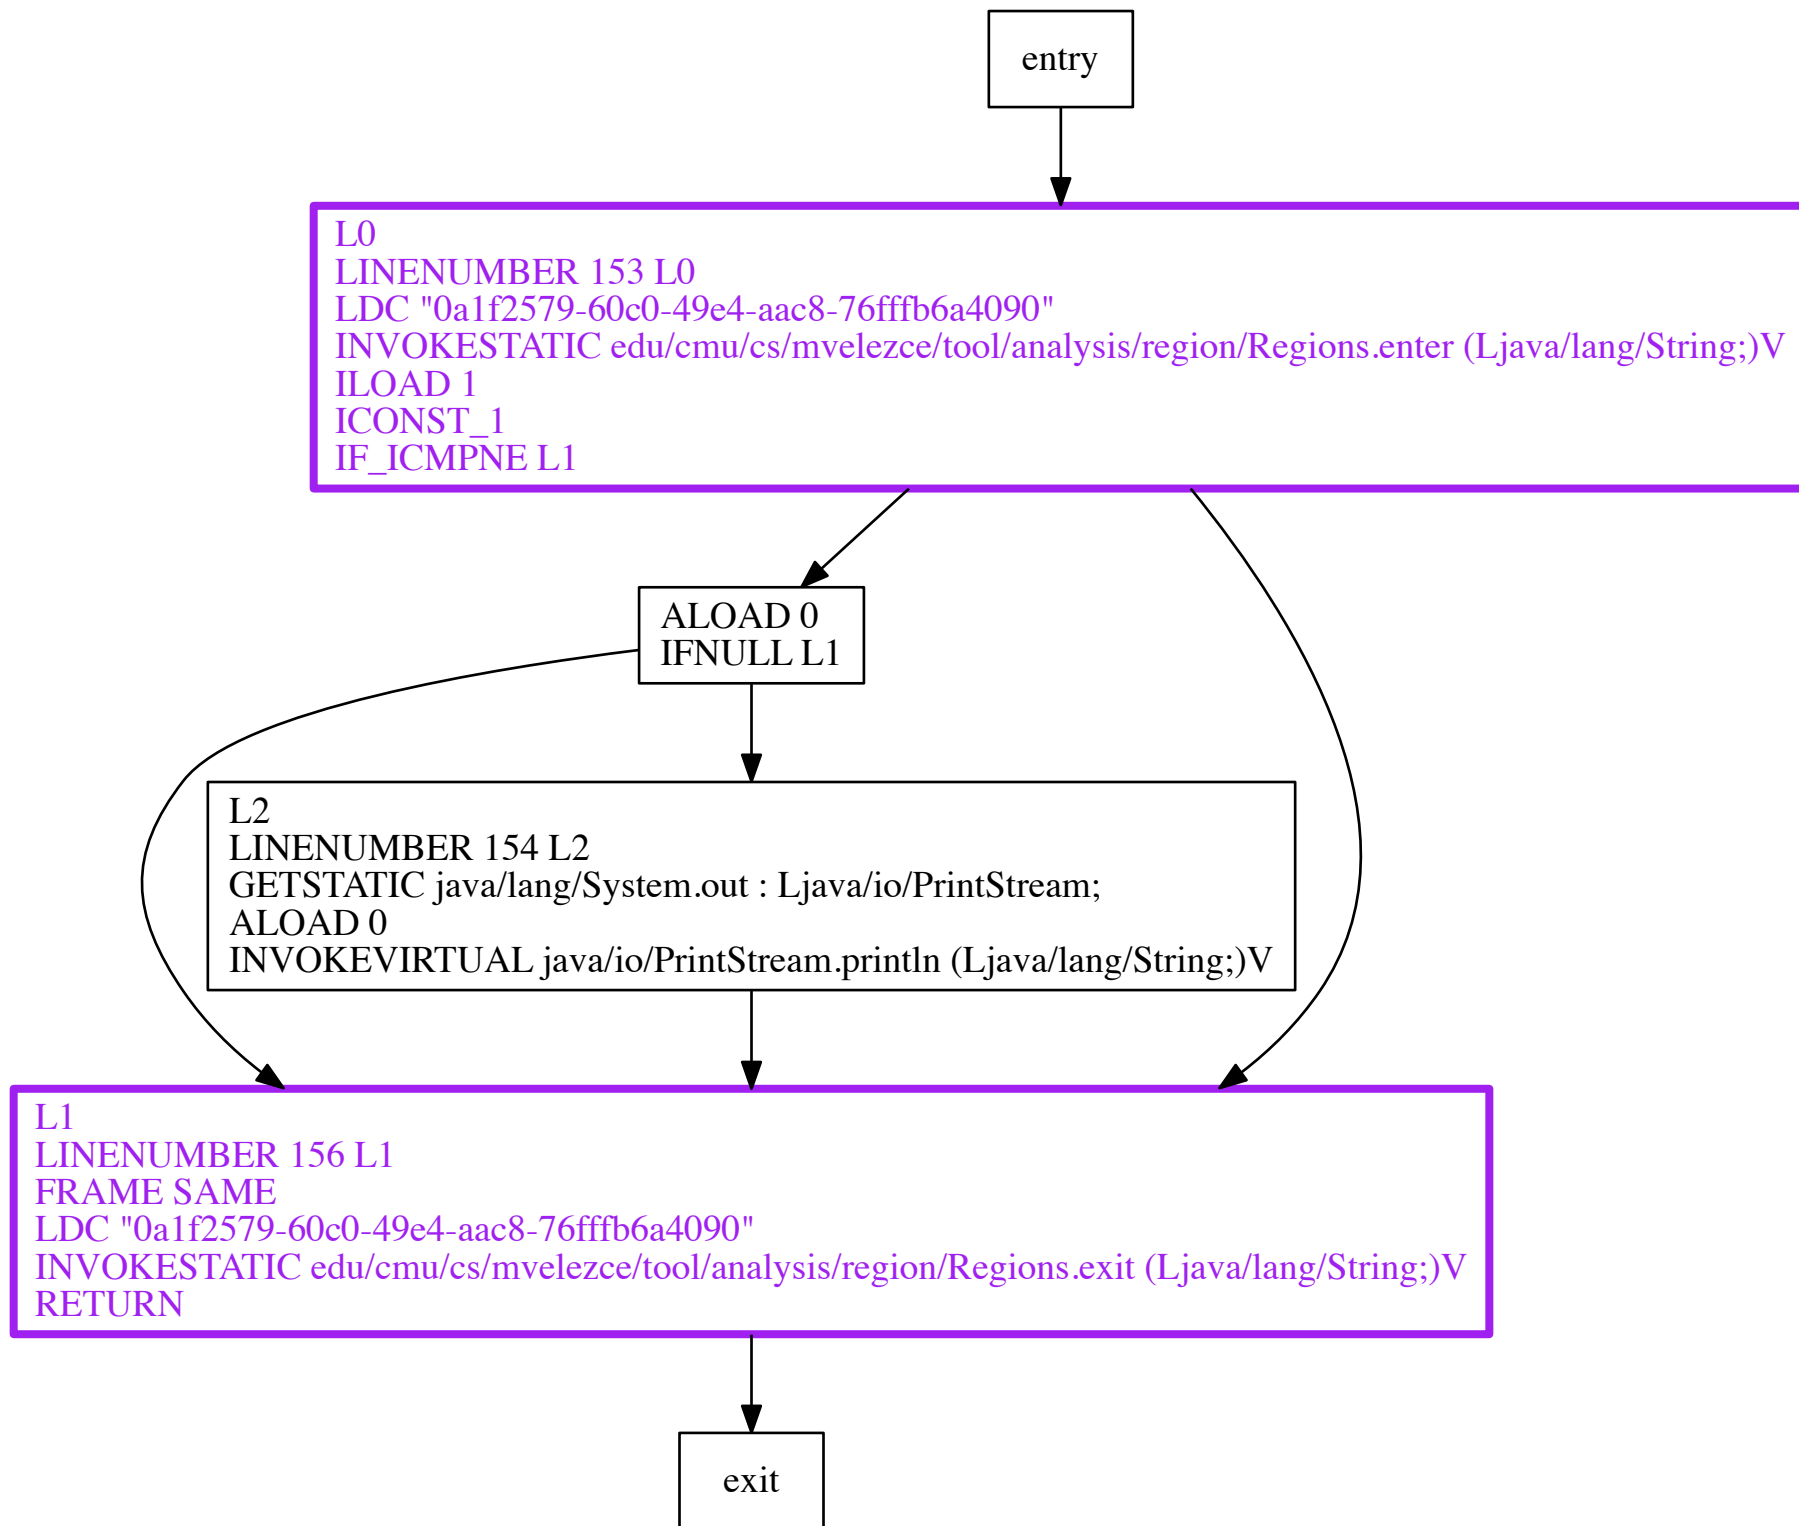 entry
L0
LINENUMBER 153 L0
LDC "0a1f2579-60c0-49e4-aac8-76fffb6a4090"
INVOKESTATIC edu/cmu/cs/mvelezce/tool/analysis/region/Regions.enter (Ljava/lang/String;)V
ILOAD 1
ICONST_1
IF_ICMPNE L1
ALOAD 0
IFNULL L1
L2
LINENUMBER 154 L2
GETSTATIC java/lang/System.out : Ljava/io/PrintStream;
ALOAD 0
INVOKEVIRTUAL java/io/PrintStream.println (Ljava/lang/String;)V
L1
LINENUMBER 156 L1
FRAME SAME
LDC "0a1f2579-60c0-49e4-aac8-76fffb6a4090"
INVOKESTATIC edu/cmu/cs/mvelezce/tool/analysis/region/Regions.exit (Ljava/lang/String;)V
RETURN
exit